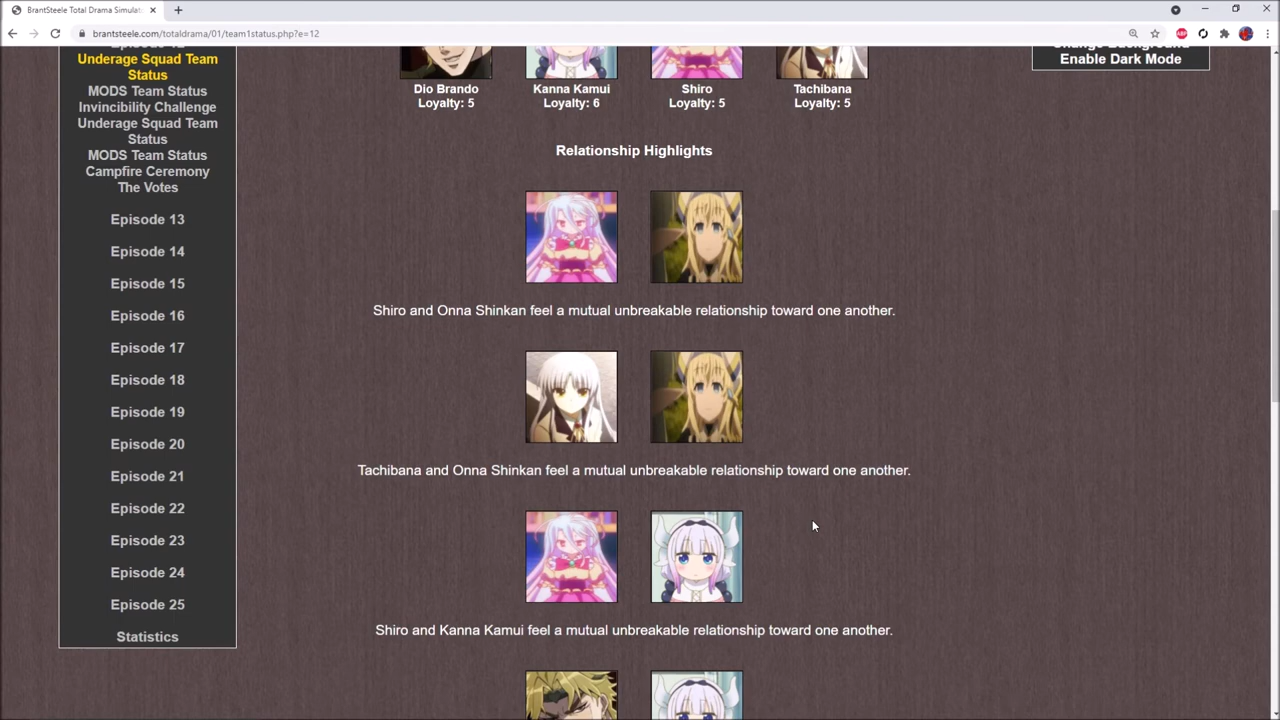 BrantSteele Total Drama Simulat
brantsteele.com/totaldrama/01/team1status.php?e=12
ABP
Episode 12
Underage Squad Team
Status
MODS Team Status
Invincibility Challenge
Underage Squad Team
Status
MODS Team Status
Campfire Ceremony
The Votes
Episode 13
Episode 14
Episode 15
Episode 16
Episode 17
Episode 18
Episode 19
Episode 20
Episode 21
Episode 22
Episode 23
Episode 24
Episode 25
Statistics
Dio Brando
Loyalty: 5
Kanna Kamui
Loyalty: 6
Shiro
Loyalty: 5
Tachibana
Loyalty: 5
Relationship Highlights
Shiro and Onna Shinkan feel a mutual unbreakable relationship toward one another.
Tachibana and Onna Shinkan feel a mutual unbreakable relationship toward one another.
Shiro and Kanna Kamui feel a mutual unbreakable relationship toward one another.
Change Background
Enable Dark Mode